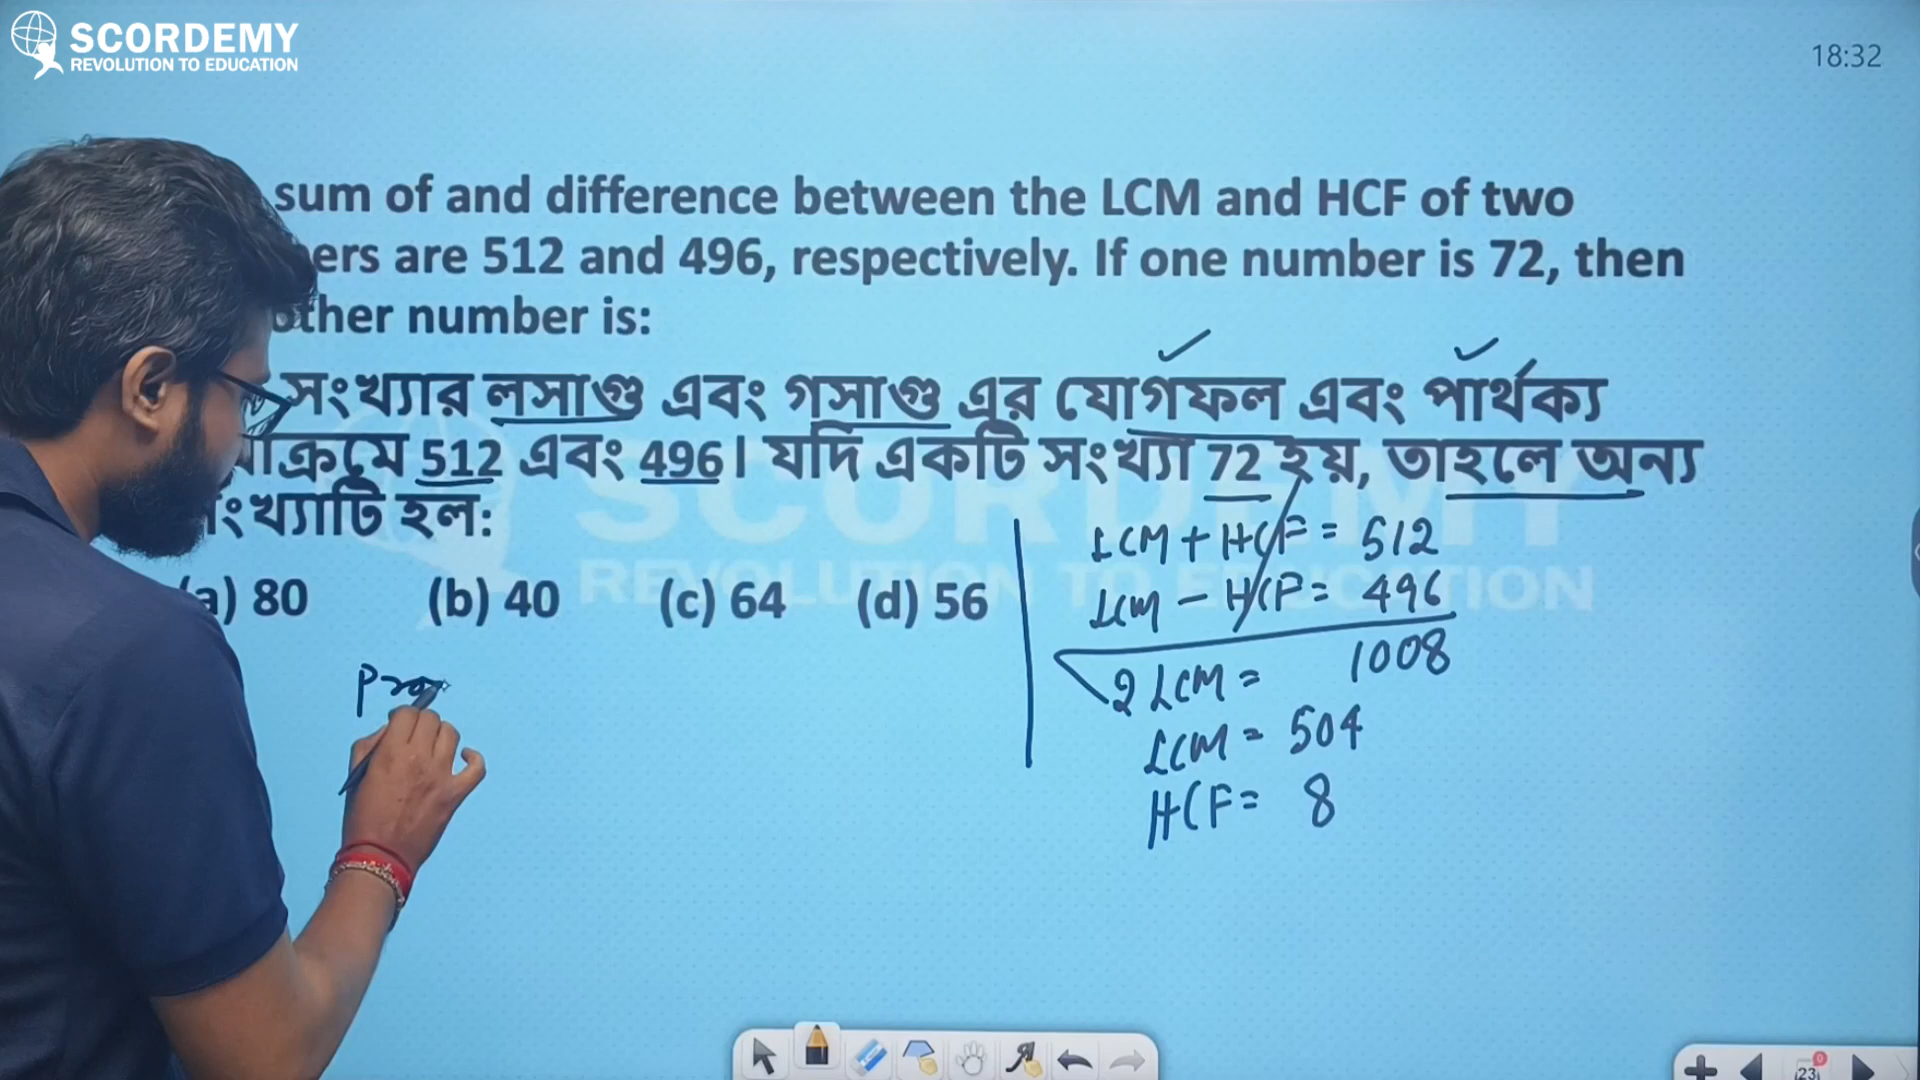 SCORDEMY
REVOLUTION TO EDUCATION
18:32
sum of and difference between the LCM and HCF of two
ers are 512 and 496, respectively. If one number is 72, then
other number is:
সংখ্যার লসাগু এবং গসাগু এর যোগফল এবং পার্থক্য
ক্রমে 512 এবং 496। যদি একটি সংখ্যা 72 হয়, তাহলে অন্য
সংখ্যাটি হল:
(a) 80 (b) 40 (c) 64 (d) 56
LCM + HCF = 512
LCM - HCF = 496
2 LCM = 1008
LCM = 504
HCF = 8
Pro
23